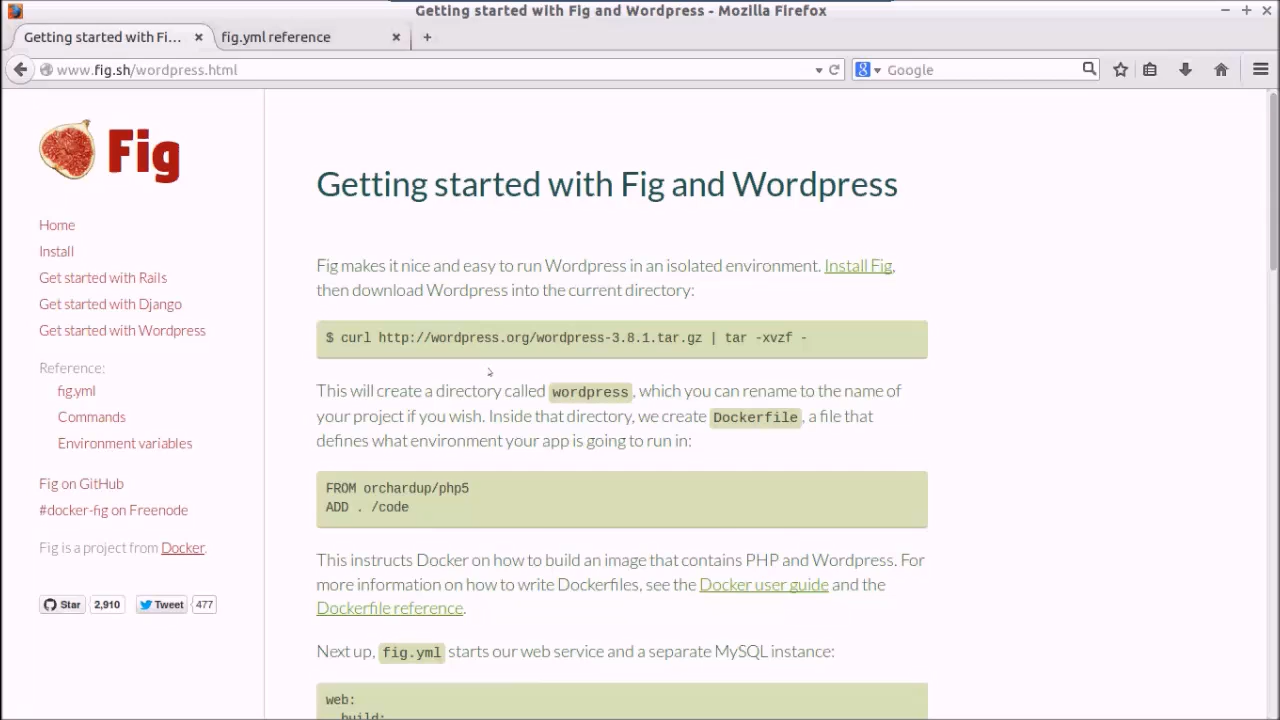 Getting started with Fig and Wordpress - Mozilla Firefox
Getting started with Fi...
fig.yml reference
www.fig.sh/wordpress.html
Google
Fig
Home
Install
Get started with Rails
Get started with Django
Get started with Wordpress
Reference:
fig.yml
Commands
Environment variables
Fig on GitHub
#docker-fig on Freenode
Fig is a project from Docker.
Star 2,910 Tweet 477
Getting started with Fig and Wordpress
Fig makes it nice and easy to run Wordpress in an isolated environment. Install Fig,
then download Wordpress into the current directory:
$ curl http://wordpress.org/wordpress-3.8.1.tar.gz | tar -xvzf -
This will create a directory called wordpress, which you can rename to the name of
your project if you wish. Inside that directory, we create Dockerfile, a file that
defines what environment your app is going to run in:
FROM orchardup/php5
ADD . /code
This instructs Docker on how to build an image that contains PHP and Wordpress. For
more information on how to write Dockerfiles, see the Docker user guide and the
Dockerfile reference.
Next up, fig.yml starts our web service and a separate MySQL instance:
web:
build: